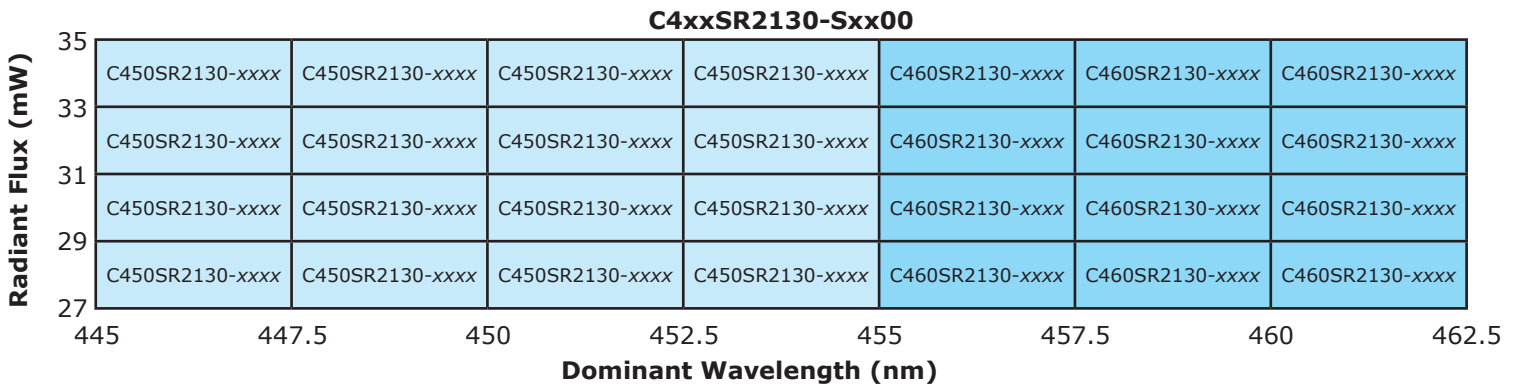 C4xxSR2130-Sxx00
35
C450SR2130-xxxx C450SR2130-xxxx C450SR2130-xxxx C450SR2130-xxxx C460SR2130-xxxx C460SR2130-xxxx C460SR2130-xxxx
33
C450SR2130-xxxx C450SR2130-xxxx C450SR2130-xxxx C450SR2130-xxxx C460SR2130-xxxx C460SR2130-xxxx C460SR2130-xxxx
31
C450SR2130-xxxx C450SR2130-xxxx C450SR2130-xxxx C450SR2130-xxxx C460SR2130-xxxx C460SR2130-xxxx C460SR2130-xxxx
29
C450SR2130-xxxx C450SR2130-xxxx C450SR2130-xxxx C450SR2130-xxxx C460SR2130-xxxx C460SR2130-xxxx C460SR2130-xxxx
27
Radiant Flux (mW)
445 447.5 450 452.5 455 457.5 460 462.5
Dominant Wavelength (nm)